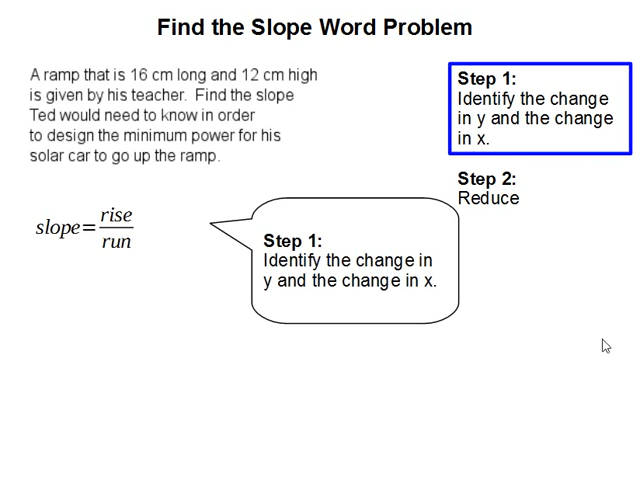 Find the Slope Word Problem
A ramp that is 16 cm long and 12 cm high
is given by his teacher. Find the slope
Ted would need to know in order
to design the minimum power for his
solar car to go up the ramp.
Step 1:
Identify the change
in y and the change
in x.
Step 2:
Reduce
slope=rise/run
Step 1:
Identify the change in
y and the change in x.